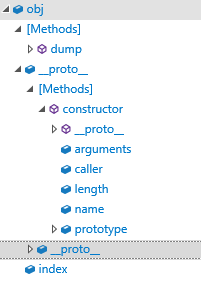 obj
[Methods]
dump
__proto__
[Methods]
constructor
__proto__
arguments
caller
length
name
prototype
__proto__
index